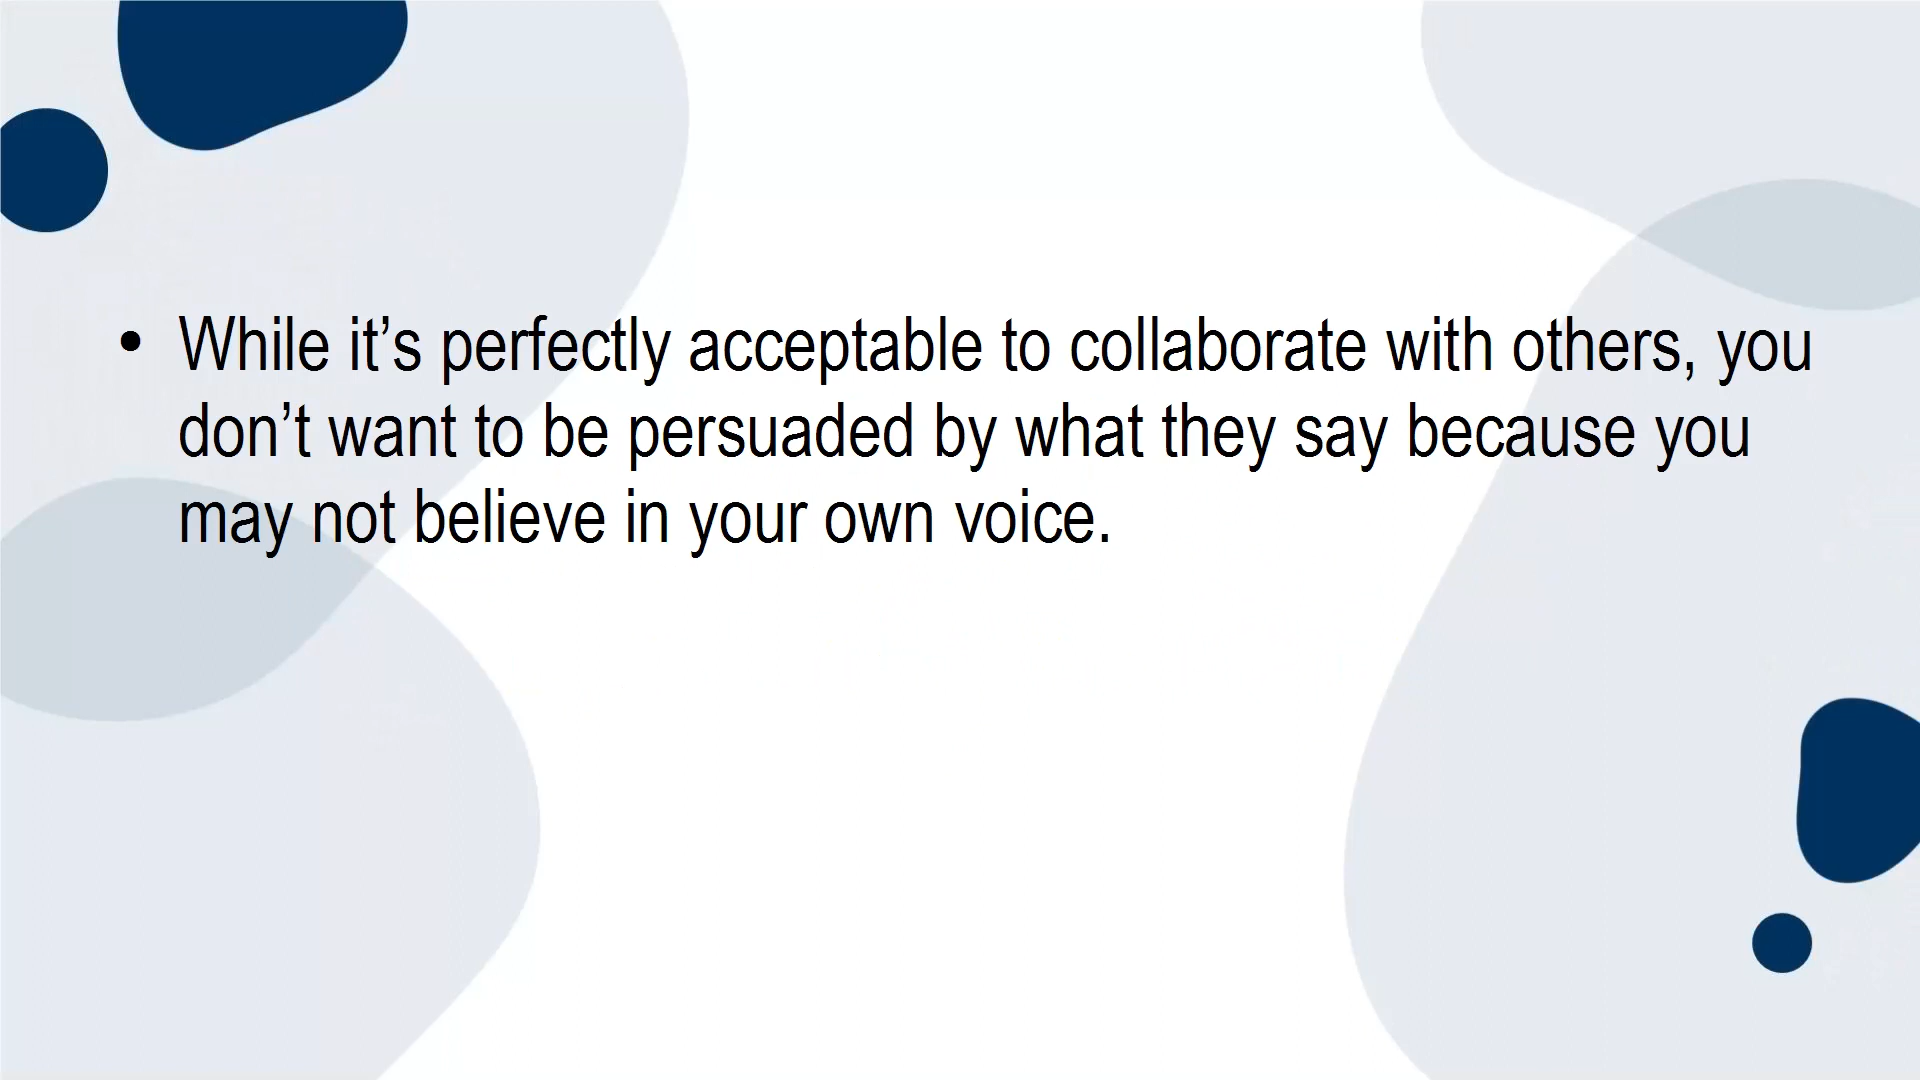 • While it’s perfectly acceptable to collaborate with others, you
don’t want to be persuaded by what they say because you
may not believe in your own voice.